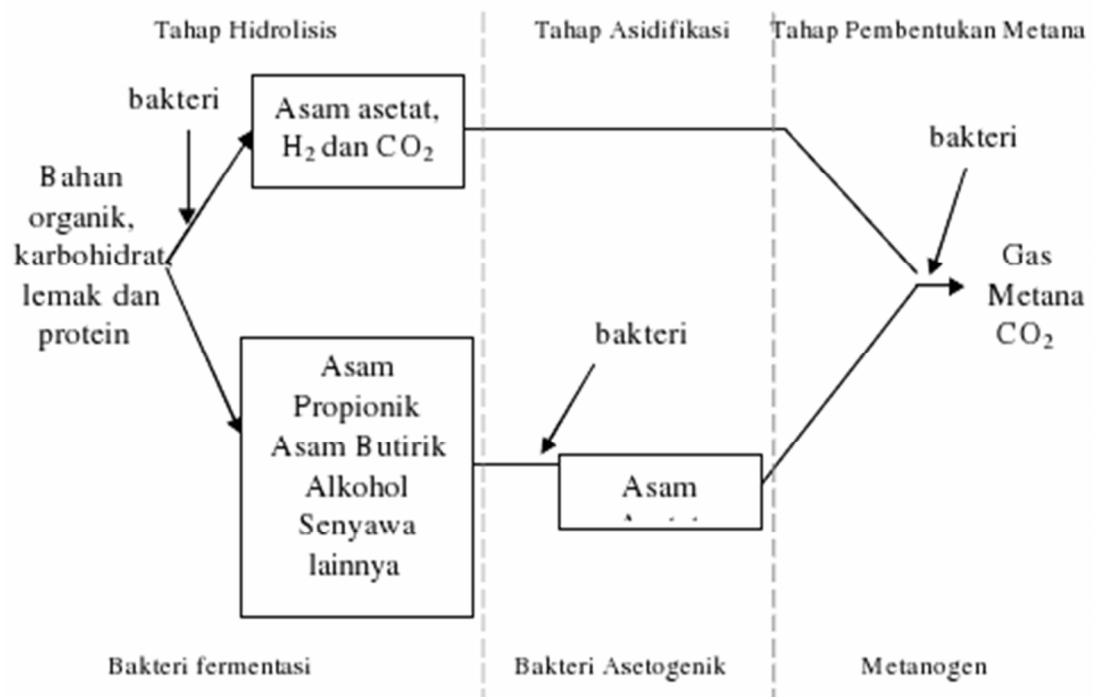 Tahap Hidrolisis
Tahap Asidifikasi
Tahap Pembentukan Metana
bakteri
Asam asetat,
H₂ dan CO₂
bakteri
Bahan
organik,
karbohidrat,
lemak dan
protein
Gas
Metana
CO₂
bakteri
Asam
Propionik
Asam Butirik
Alkohol
Senyawa
lainnya
Asam
Bakteri fermentasi
Bakteri Asetogenik
Metanogen